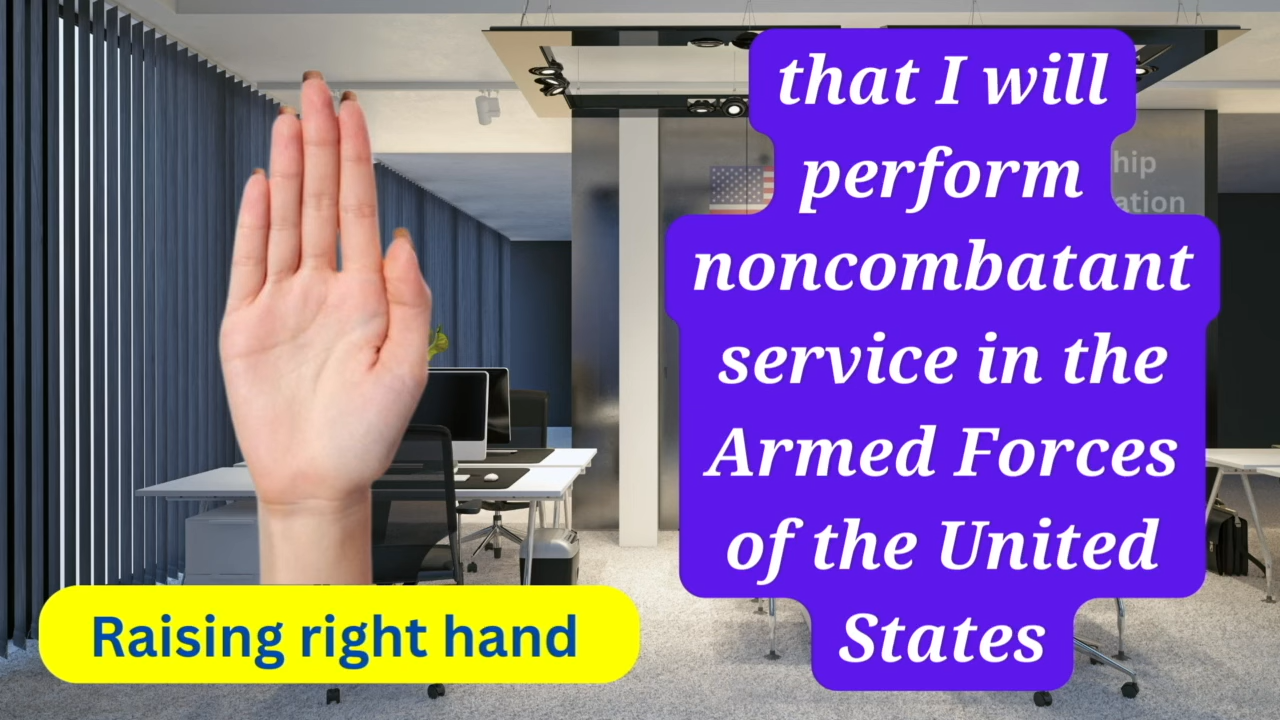 that I will
perform
noncombatant
service in the
Armed Forces
of the United
States
Raising right hand